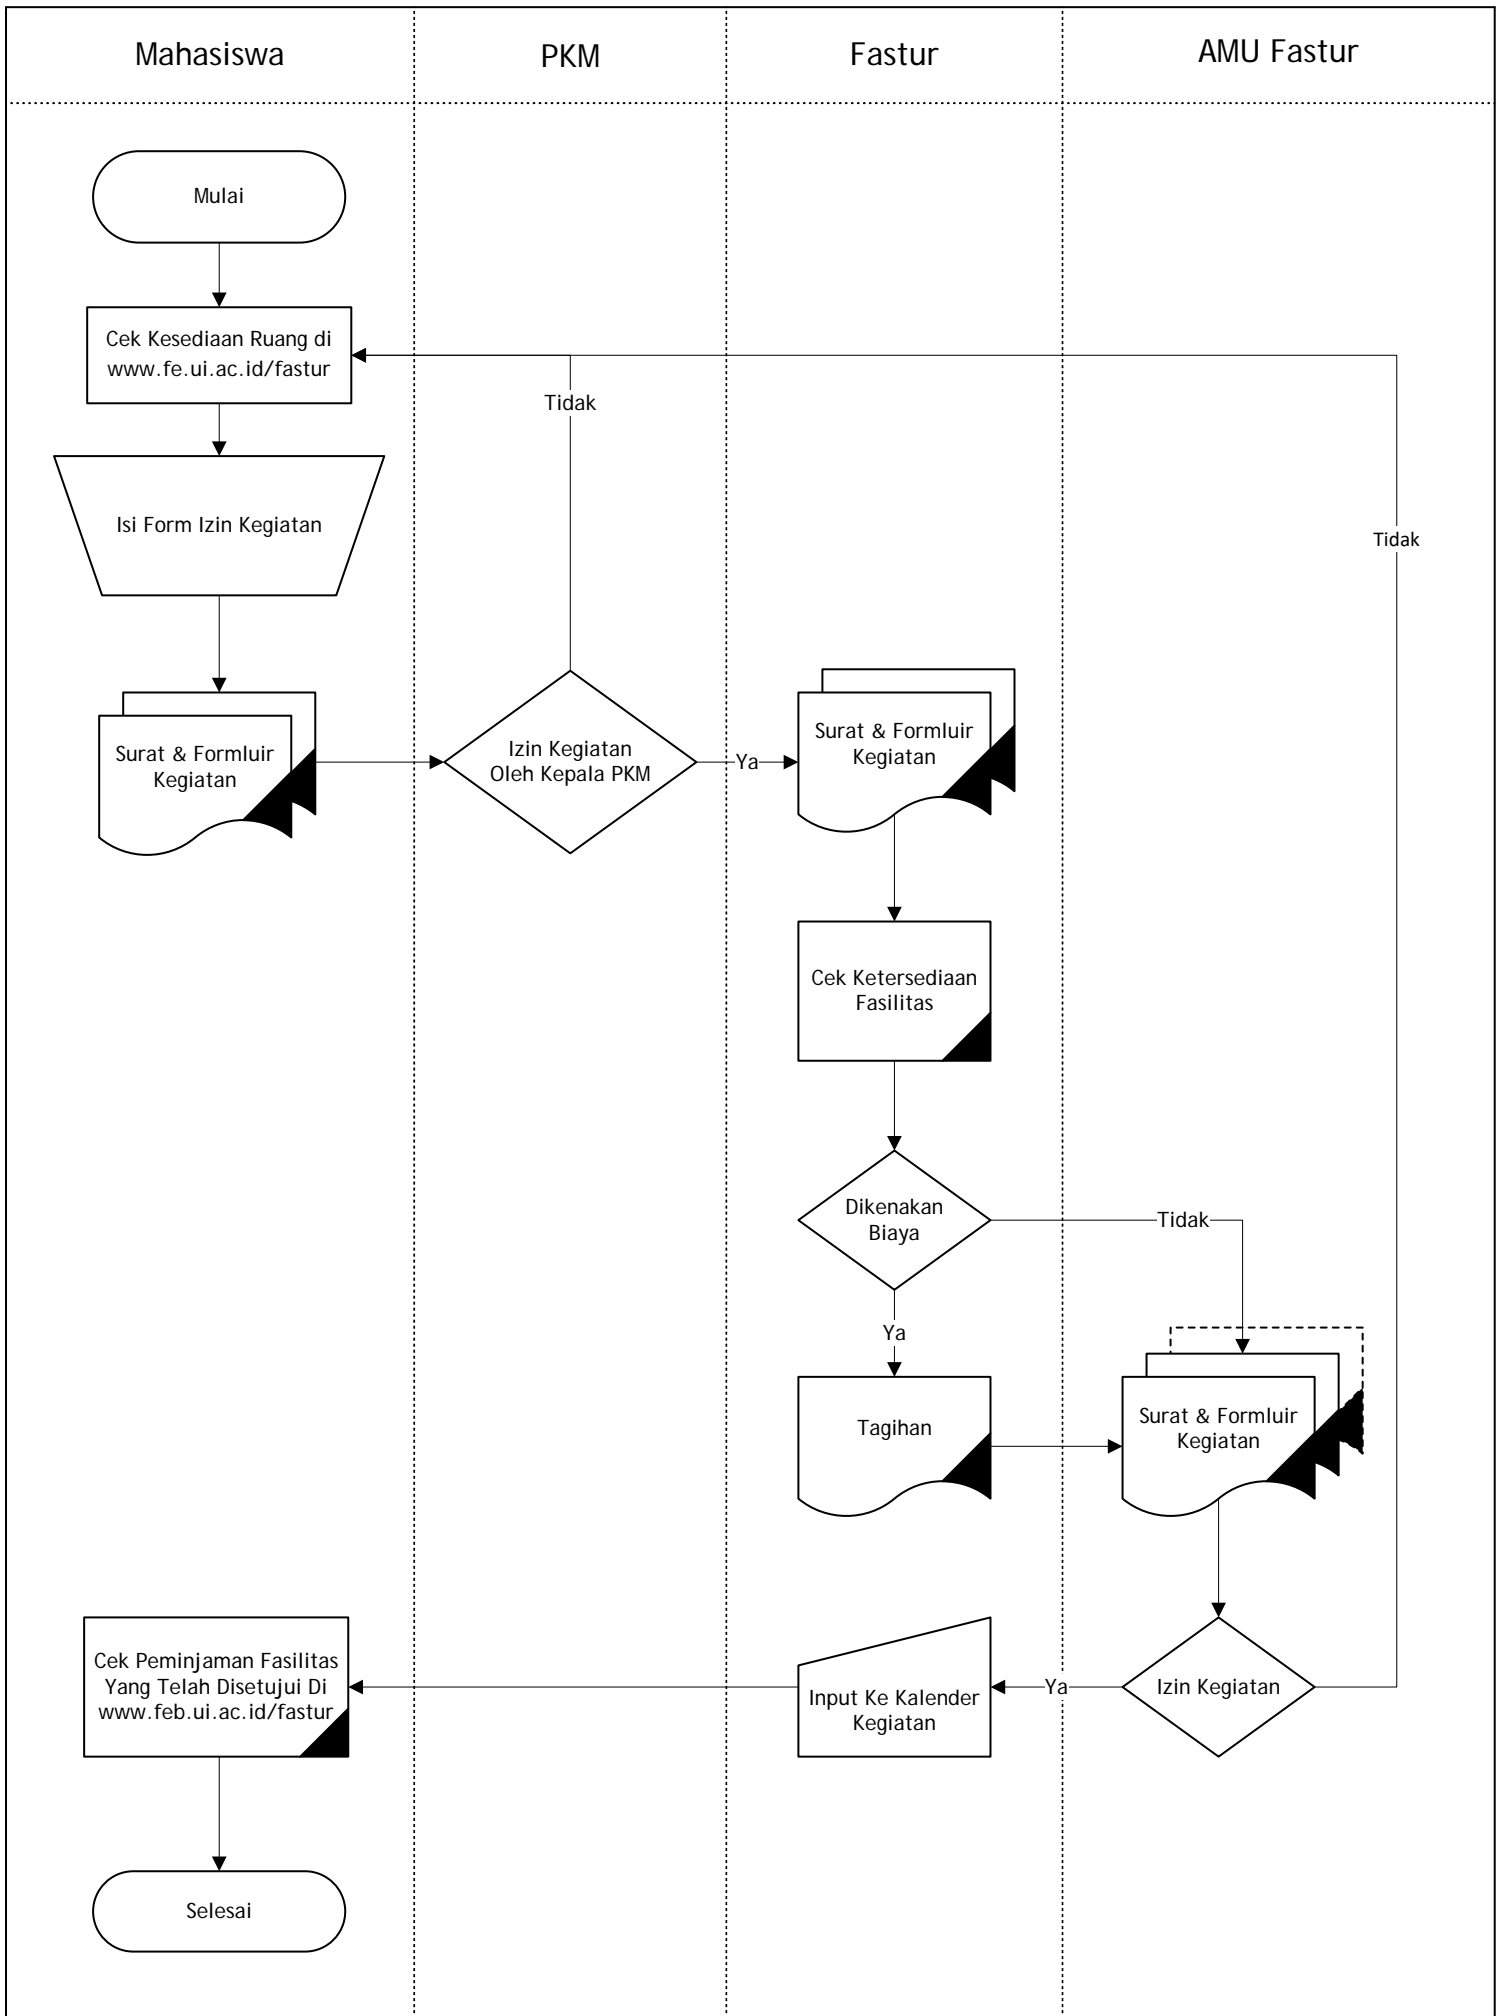 Mahasiswa
PKM
Fastur
AMU Fastur
Mulai
Cek Kesediaan Ruang di
www.fe.ui.ac.id/fastur
Tidak
Isi Form Izin Kegiatan
Tidak
Surat & Formluir
Kegiatan
Izin Kegiatan
Oleh Kepala PKM
Ya
Surat & Formluir
Kegiatan
Cek Ketersediaan
Fasilitas
Dikenakan
Biaya
Tidak
Ya
Tagihan
Surat & Formluir
Kegiatan
Cek Peminjaman Fasilitas
Yang Telah Disetujui Di
www.feb.ui.ac.id/fastur
Input Ke Kalender
Kegiatan
Ya
Izin Kegiatan
Selesai